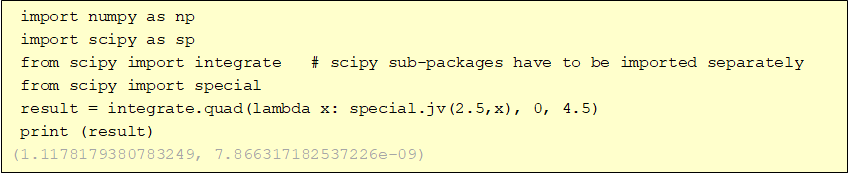 import numpy as np
import scipy as sp
from scipy import integrate   # scipy sub-packages have to be imported separately
from scipy import special
result = integrate.quad(lambda x: special.jv(2.5,x), 0, 4.5)
print (result)
(1.1178179380783249, 7.866317182537226e-09)